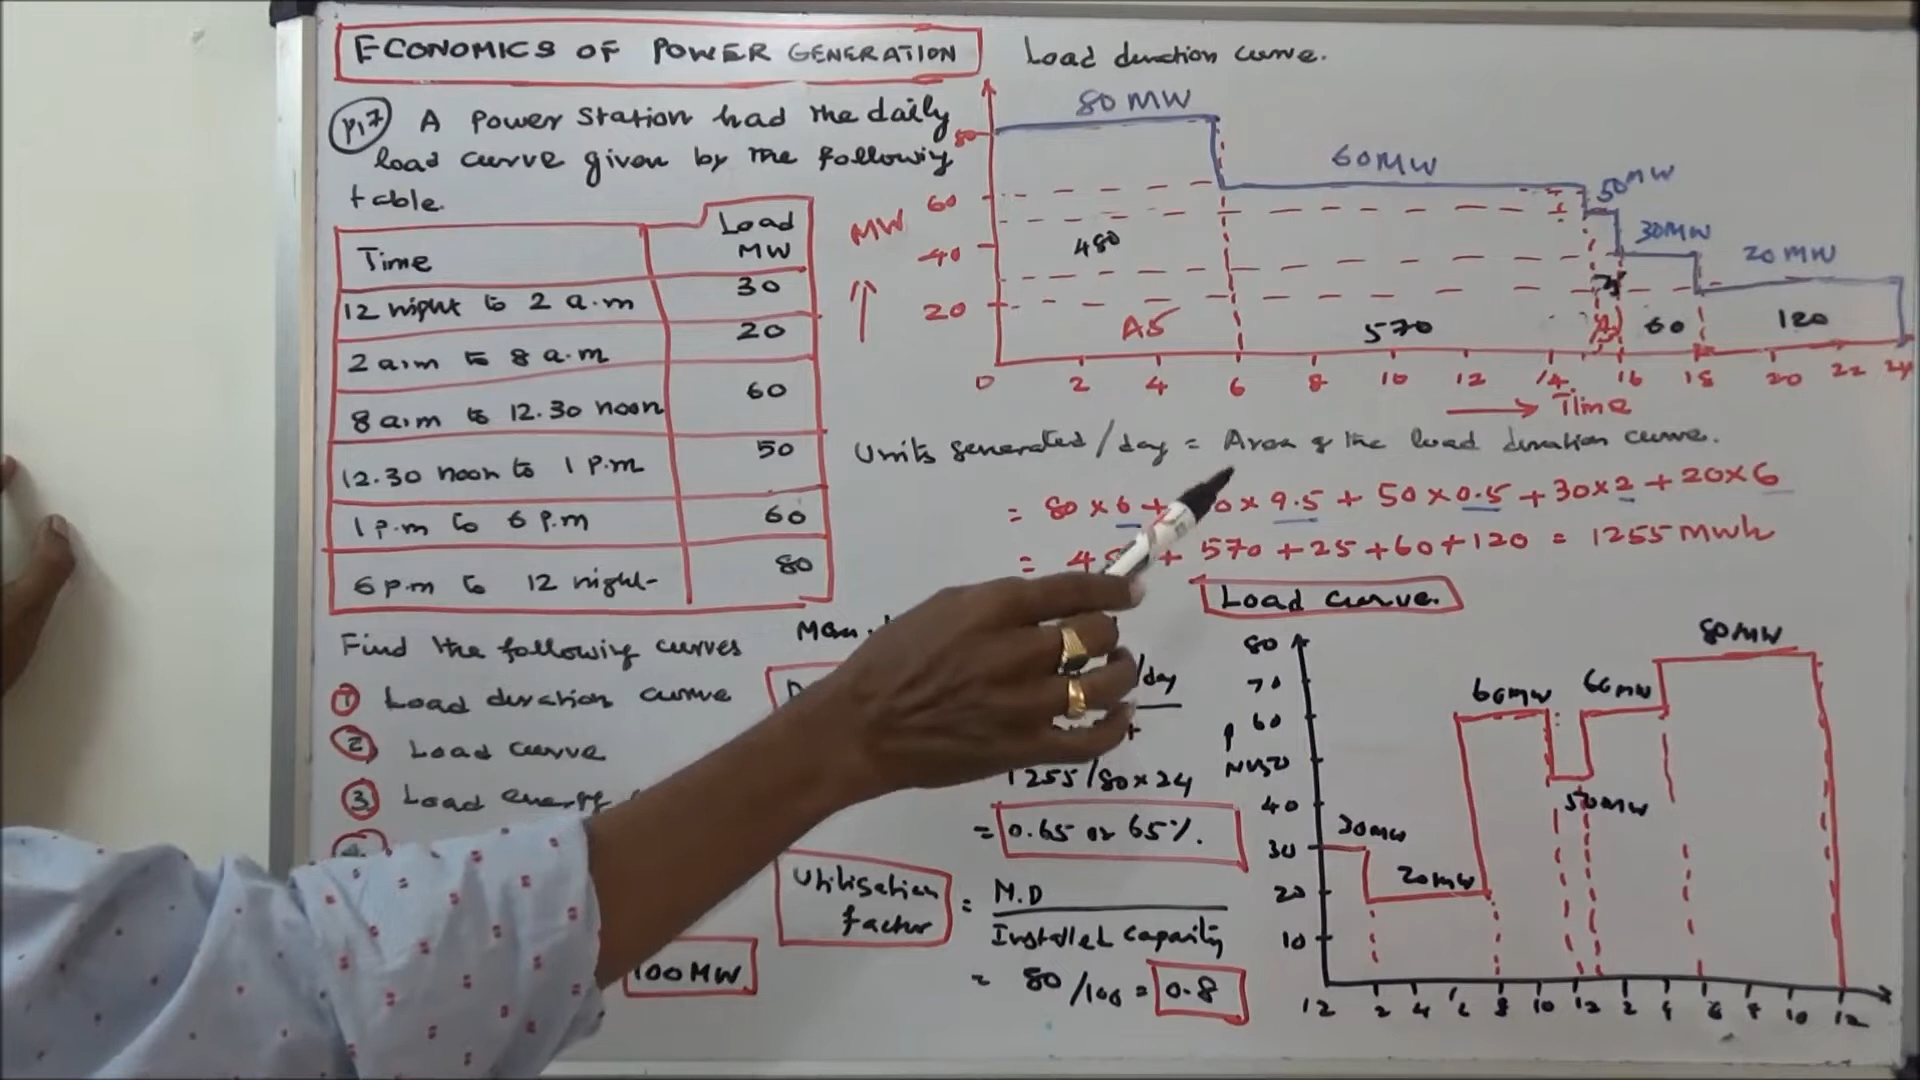 ECONOMICS OF POWER GENERATION
P17 A Power Station had the daily
load curve given by the following
table.
Time Load MW
12 night to 2 a.m 30
2 a.m to 8 a.m 20
8 a.m to 12.30 noon 60
12.30 noon to 1 P.m 50
1 p.m to 6 P.m 60
6 p.m to 12 night- 80
Find the following curves
1 Load duration curve
2 Load curve
3 Load energy
100 MW
Load duration curve.
80 MW
60 MW
50 MW
30 MW
20 MW
MW
80
60
40
20
480
A5
570
60
120
0 2 4 6 8 10 12 14 16 18 20 22 24
Time
Units generated/day = Area of the load duration curve.
= 80 × 6 + 0 × 9.5 + 50 × 0.5 + 30 × 2 + 20 × 6
= 4 + 570 + 25 + 60 + 120 = 1255 MWh
/day
1255/80 × 24
= 0.65 or 65%.
Utilisation factor = M.D
Installed capacity
= 80/100 = 0.8
Load curve.
80
70
60
50
40
30
20
10
30 MW
20 MW
60 MW
50 MW
60 MW
80 MW
12 2 4 6 8 10 12 2 4 6 8 10 12